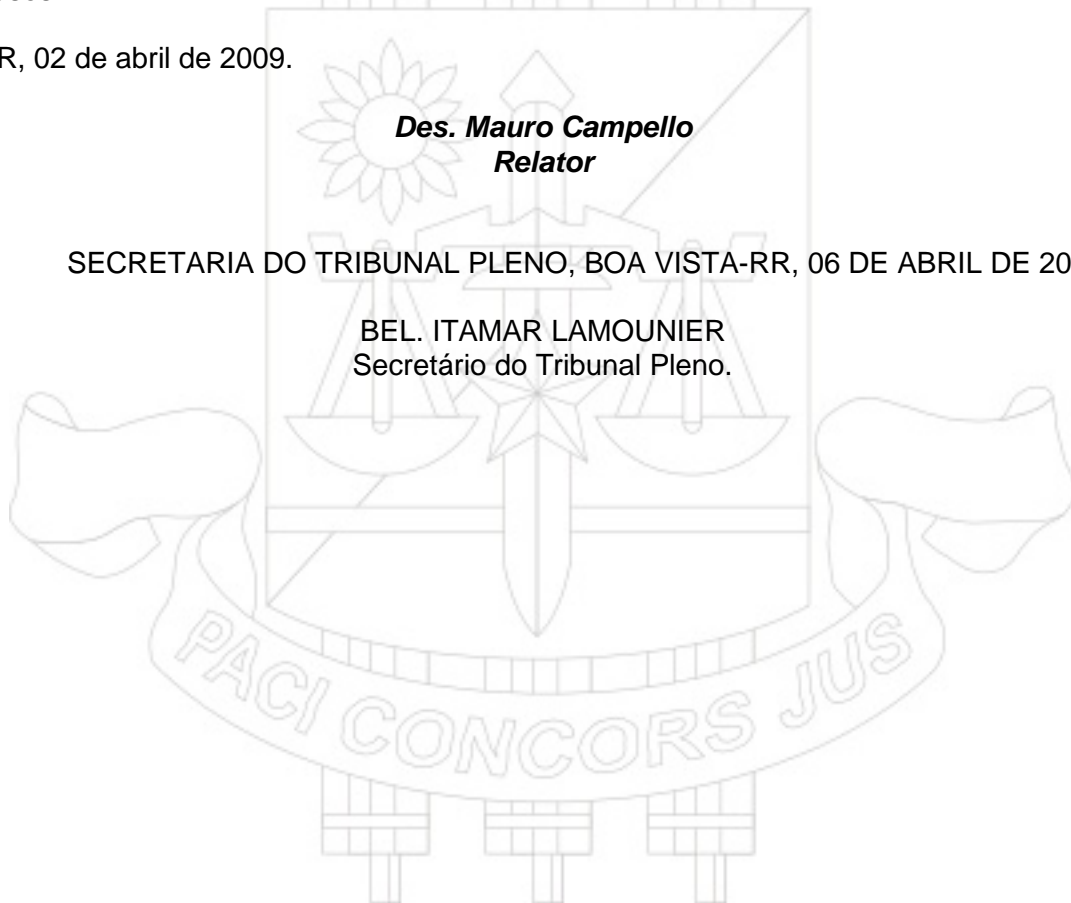 R, 02 de abril de 2009.
Des. Mauro Campello
Relator
SECRETARIA DO TRIBUNAL PLENO, BOA VISTA-RR, 06 DE ABRIL DE 20
BEL. ITAMAR LAMOUNIER
Secretário do Tribunal Pleno.
PACI CONCORS JUS